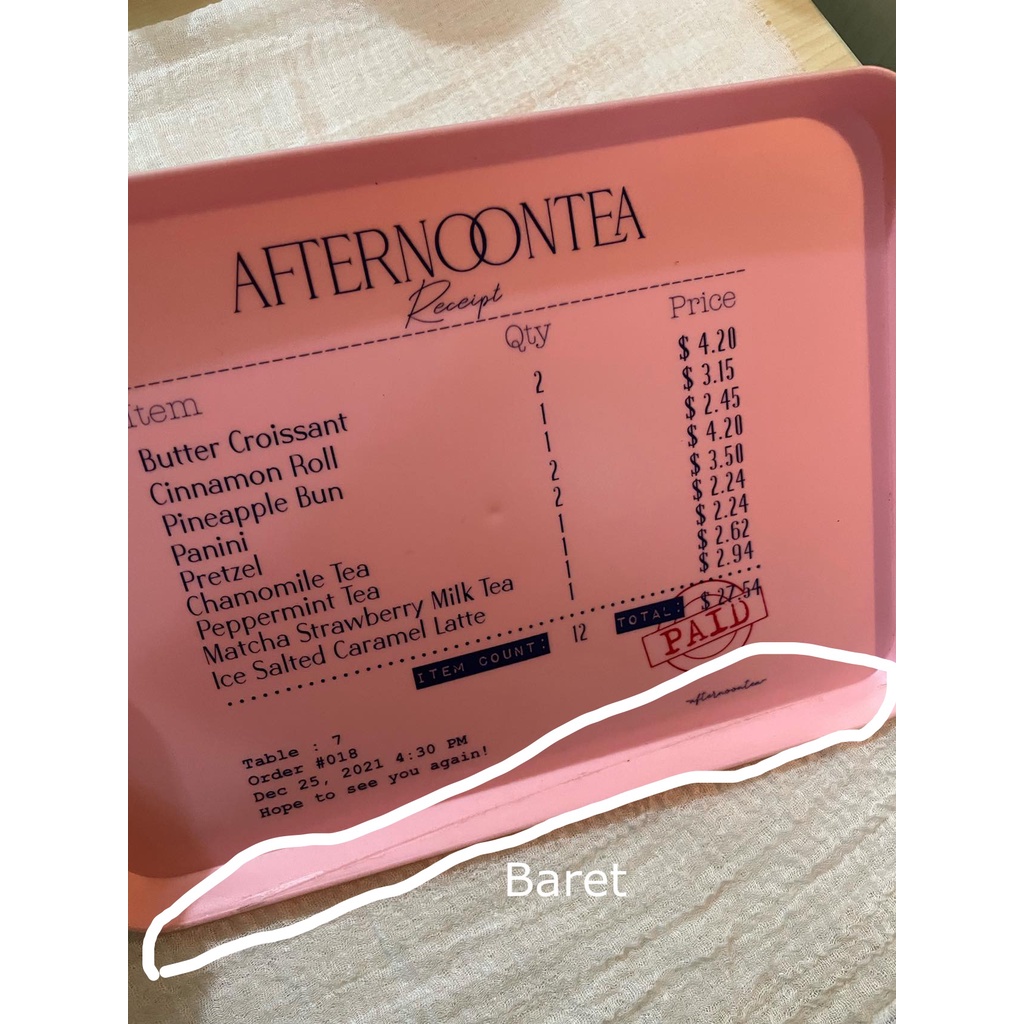 AFTERNOONTEA
Receipt
Item Qty Price
Butter Croissant 2 $ 4.20
Cinnamon Roll 1 $ 3.15
Pineapple Bun 1 $ 2.45
Panini 2 $ 4.20
Pretzel 2 $ 3.50
Chamomile Tea 1 $ 2.24
Peppermint Tea 1 $ 2.24
Matcha Strawberry Milk Tea 1 $ 2.62
Ice Salted Caramel Latte 1 $ 2.94
ITEM COUNT: 12 TOTAL: $ 27.54
PAID
afternoontea
Table : 7
Order #018
Dec 25, 2021 4:30 PM
Hope to see you again!
Baret